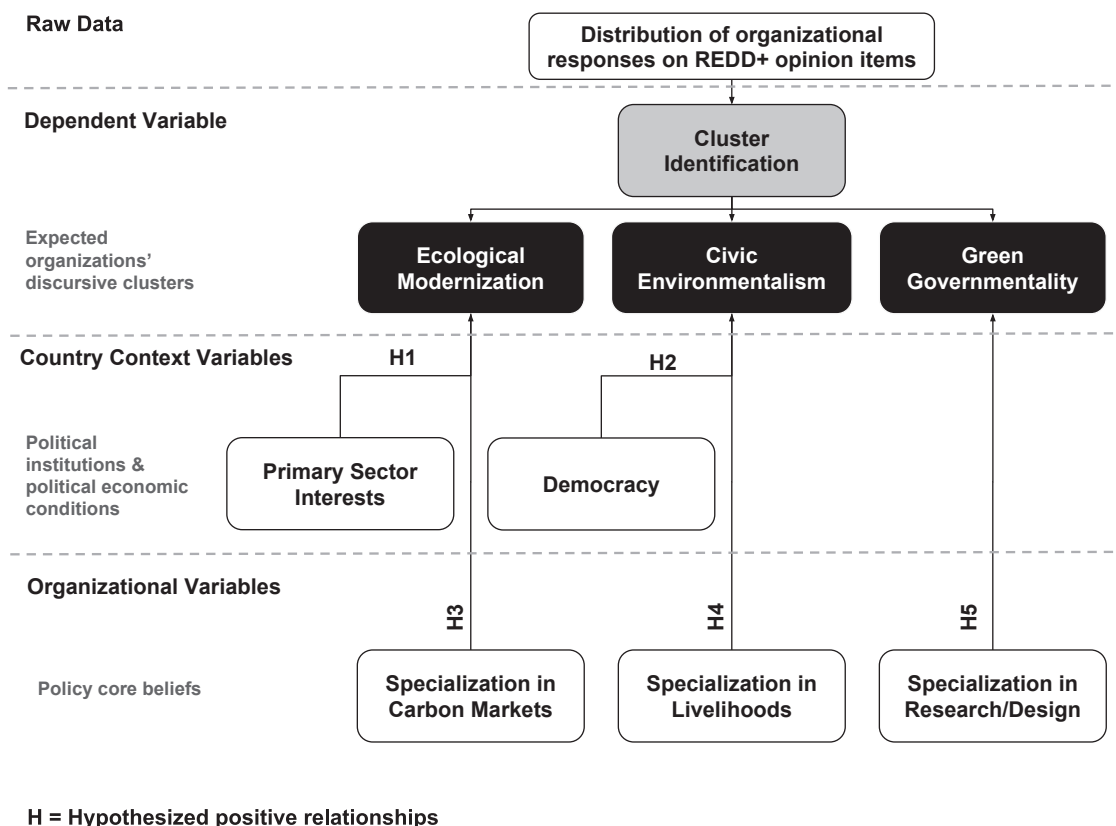 Raw Data
Distribution of organizational
responses on REDD+ opinion items
Dependent Variable
Cluster
Identification
Expected
organizations’
discursive clusters
Ecological
Modernization
Civic
Environmentalism
Green
Governmentality
Country Context Variables
H1
H2
Political
institutions &
political economic
conditions
Primary Sector
Interests
Democracy
Organizational Variables
H3
H4
H5
Policy core beliefs
Specialization in
Carbon Markets
Specialization in
Livelihoods
Specialization in
Research/Design
H = Hypothesized positive relationships